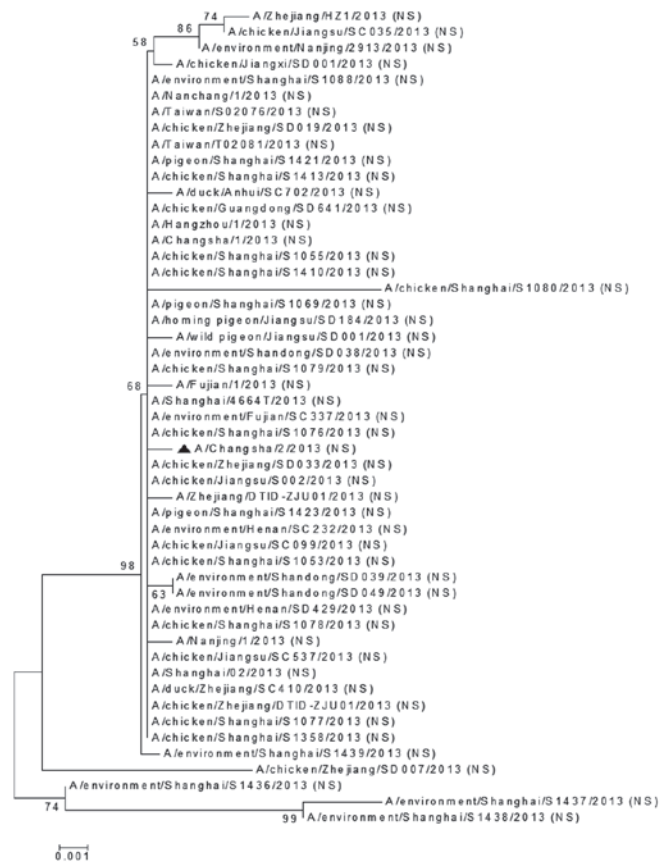 74 A/Zhejiang/HZ1/2013 (NS)
86 A/chicken/Jiangsu/SC035/2013 (NS)
58 A/environment/Nanjing/2913/2013 (NS)
A/chicken/Jiangxi/SD001/2013 (NS)
A/environment/Shanghai/S1088/2013 (NS)
A/Nanchang/1/2013 (NS)
A/Taiwan/S02076/2013 (NS)
A/chicken/Zhejiang/SD019/2013 (NS)
A/Taiwan/T02081/2013 (NS)
A/pigeon/Shanghai/S1421/2013 (NS)
A/chicken/Shanghai/S1413/2013 (NS)
A/duck/Anhui/SC702/2013 (NS)
A/chicken/Guangdong/SD641/2013 (NS)
A/Hangzhou/1/2013 (NS)
A/Changsha/1/2013 (NS)
A/chicken/Shanghai/S1055/2013 (NS)
A/chicken/Shanghai/S1410/2013 (NS)
A/chicken/Shanghai/S1080/2013 (NS)
A/pigeon/Shanghai/S1069/2013 (NS)
A/homing pigeon/Jiangsu/SD184/2013 (NS)
A/wild pigeon/Jiangsu/SD001/2013 (NS)
A/environment/Shandong/SD038/2013 (NS)
A/chicken/Shanghai/S1079/2013 (NS)
68 A/Fujian/1/2013 (NS)
A/Shanghai/4664T/2013 (NS)
A/environment/Fujian/SC337/2013 (NS)
A/chicken/Shanghai/S1076/2013 (NS)
A/Changsha/2/2013 (NS)
A/chicken/Zhejiang/SD033/2013 (NS)
A/chicken/Jiangsu/S002/2013 (NS)
A/Zhejiang/DTID-ZJU01/2013 (NS)
A/pigeon/Shanghai/S1423/2013 (NS)
A/environment/Henan/SC232/2013 (NS)
A/chicken/Jiangsu/SC099/2013 (NS)
A/chicken/Shanghai/S1053/2013 (NS)
98 A/environment/Shandong/SD039/2013 (NS)
63 A/environment/Shandong/SD049/2013 (NS)
A/environment/Henan/SD429/2013 (NS)
A/chicken/Shanghai/S1078/2013 (NS)
A/Nanjing/1/2013 (NS)
A/chicken/Jiangsu/SC537/2013 (NS)
A/Shanghai/02/2013 (NS)
A/duck/Zhejiang/SC410/2013 (NS)
A/chicken/Zhejiang/DTID-ZJU01/2013 (NS)
A/chicken/Shanghai/S1077/2013 (NS)
A/chicken/Shanghai/S1358/2013 (NS)
A/environment/Shanghai/S1439/2013 (NS)
A/chicken/Zhejiang/SD007/2013 (NS)
A/environment/Shanghai/S1436/2013 (NS)
74 A/environment/Shanghai/S1437/2013 (NS)
99 A/environment/Shanghai/S1438/2013 (NS)
0.001